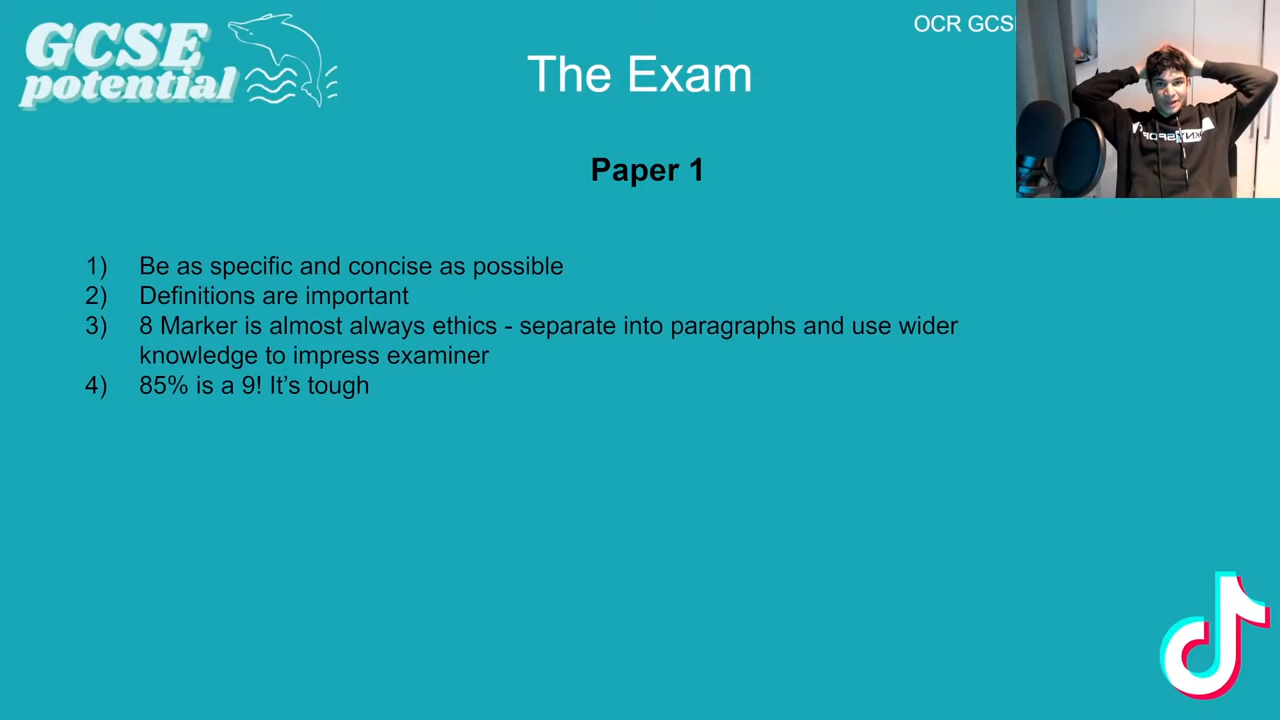 GCSE
potential
OCR GCSE
The Exam
Paper 1
1) Be as specific and concise as possible
2) Definitions are important
3) 8 Marker is almost always ethics - separate into paragraphs and use wider
knowledge to impress examiner
4) 85% is a 9! It's tough